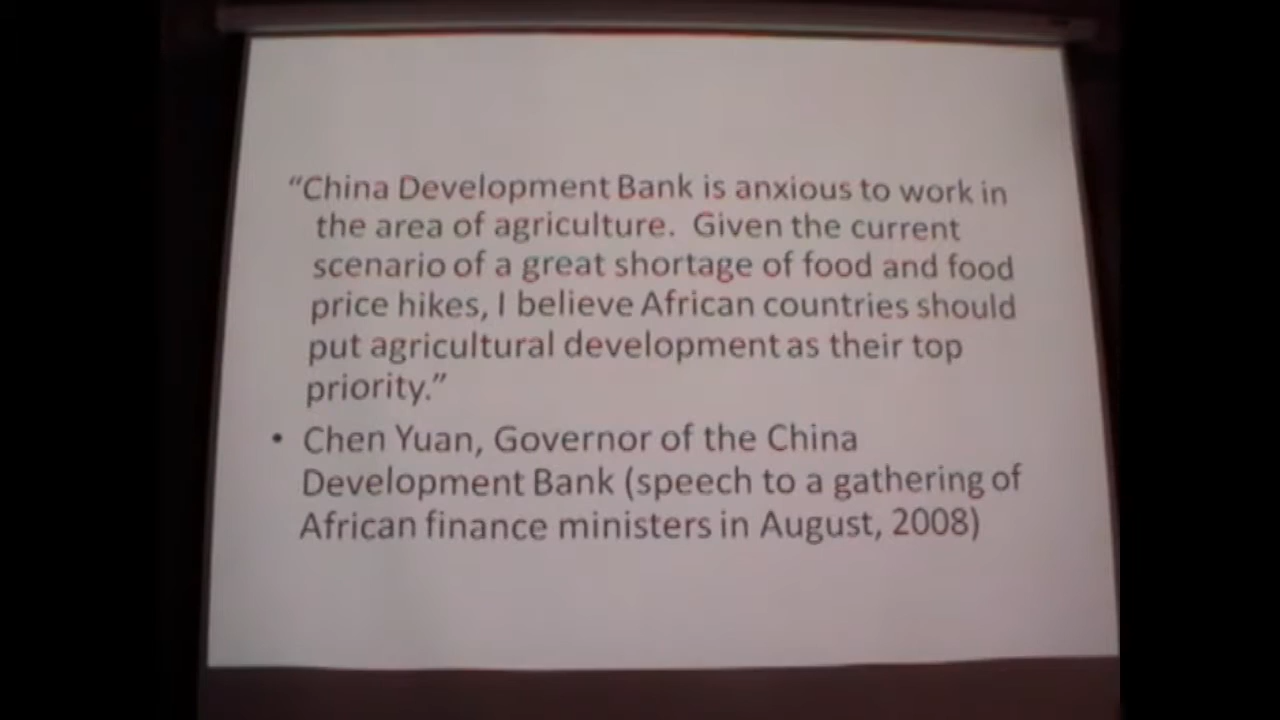 “China Development Bank is anxious to work in
the area of agriculture.  Given the current
scenario of a great shortage of food and food
price hikes, I believe African countries should
put agricultural development as their top
priority.”
• Chen Yuan, Governor of the China
Development Bank (speech to a gathering of
African finance ministers in August, 2008)